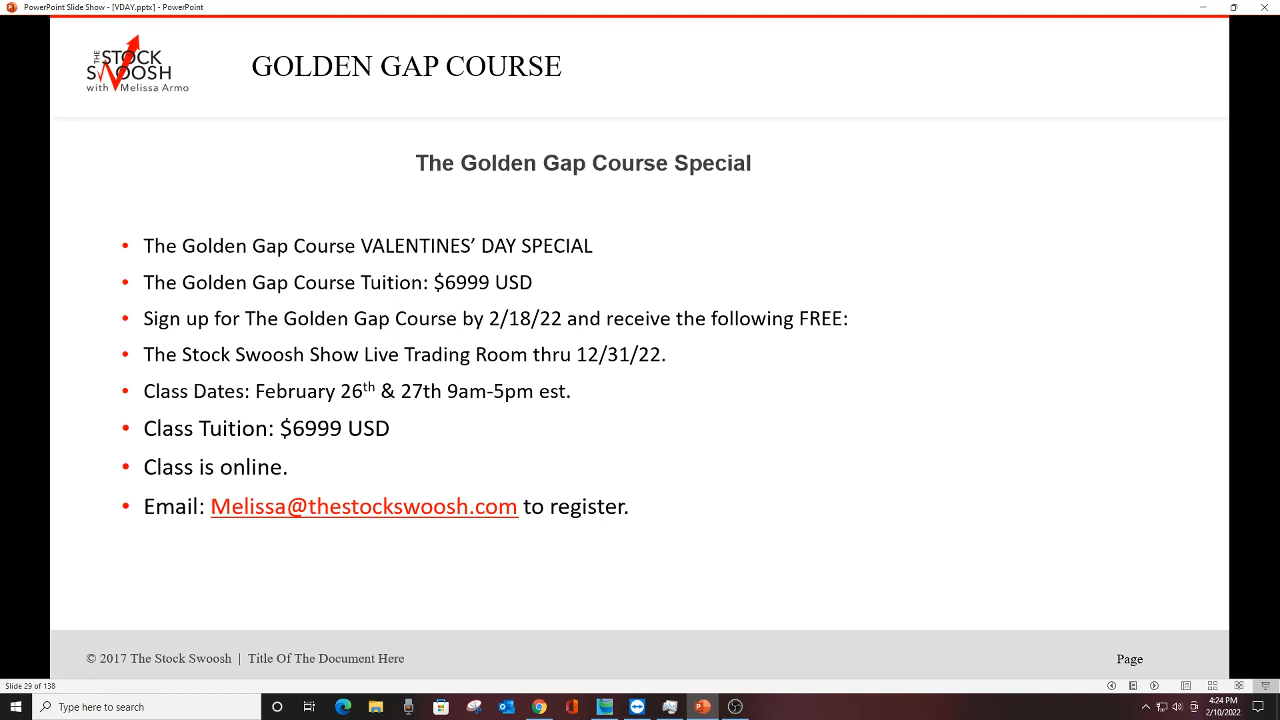 PowerPoint Slide Show - [VDAY.pptx] - PowerPoint
THE STOCK SWOOSH
with Melissa Armo
GOLDEN GAP COURSE
The Golden Gap Course Special
• The Golden Gap Course VALENTINES’ DAY SPECIAL
• The Golden Gap Course Tuition: $6999 USD
• Sign up for The Golden Gap Course by 2/18/22 and receive the following FREE:
• The Stock Swoosh Show Live Trading Room thru 12/31/22.
• Class Dates: February 26th & 27th 9am-5pm est.
• Class Tuition: $6999 USD
• Class is online.
• Email: Melissa@thestockswoosh.com to register.
© 2017 The Stock Swoosh | Title Of The Document Here
Page
Slide 29 of 138
Type here to search
4:24 PM
2/10/2022